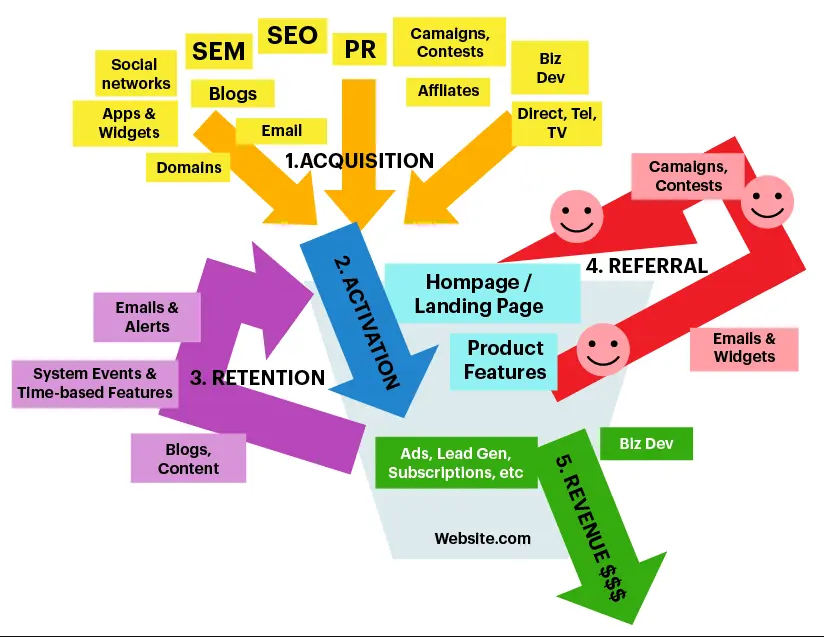 SEM
SEO
PR
Camaigns,
Contests
Biz
Dev
Social
networks
Blogs
Affliates
Apps &
Widgets
Email
Direct, Tel,
TV
Domains
1.ACQUISITION
Camaigns,
Contests
2. ACTIVATION
Hompage /
Landing Page
4. REFERRAL
Emails &
Alerts
Product
Features
Emails &
Widgets
System Events &
Time-based Features
3. RETENTION
Blogs,
Content
Ads, Lead Gen,
Subscriptions, etc
Biz Dev
5. REVENUE $$$
Website.com